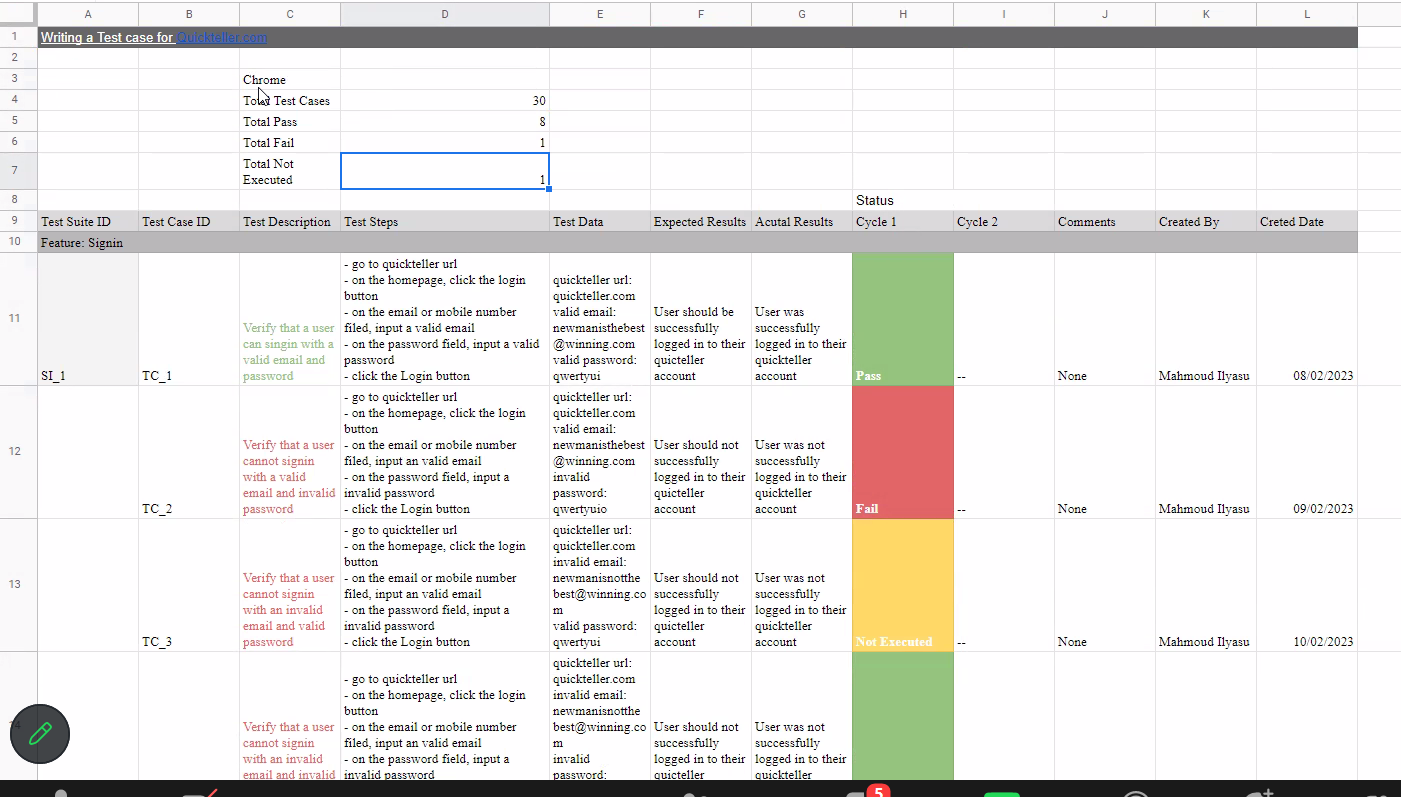 A B C D E F G H I J K L
1 Writing a Test case for Quickteller.com
2
3 Chrome
4 Total Test Cases 30
5 Total Pass 8
6 Total Fail 1
7 Total Not
Executed 1
8 Status
9 Test Suite ID Test Case ID Test Description Test Steps Test Data Expected Results Acutal Results Cycle 1 Cycle 2 Comments Created By Creted Date
10 Feature: Signin
11
SI_1
TC_1
Verify that a user
can singin with a
valid email and
password
- go to quickteller url
- on the homepage, click the login
button
- on the email or mobile number
filed, input a valid email
- on the password field, input a valid
password
- click the Login button
quickteller url:
quickteller.com
valid email:
newmanisthebest
@winning.com
valid password:
qwertyui
User should be
successfully
logged in to their
quicteller
account
User was
successfully
logged in to their
quickteller
account
Pass
--
None
Mahmoud Ilyasu
08/02/2023
12
TC_2
Verify that a user
cannot signin
with a valid
email and invalid
password
- go to quickteller url
- on the homepage, click the login
button
- on the email or mobile number
filed, input an valid email
- on the password field, input a
invalid password
- click the Login button
quickteller url:
quickteller.com
valid email:
newmanisthebest
@winning.com
invalid
password:
qwertyuio
User should not
successfully
logged in to their
quicteller
account
User was not
successfully
logged in to their
quickteller
account
Fail
--
None
Mahmoud Ilyasu
09/02/2023
13
TC_3
Verify that a user
cannot signin
with an invalid
email and valid
password
- go to quickteller url
- on the homepage, click the login
button
- on the email or mobile number
filed, input an valid email
- on the password field, input a
invalid password
- click the Login button
quickteller url:
quickteller.com
invalid email:
newmanisnotthe
best@winning.co
m
valid password:
qwertyui
User should not
successfully
logged in to their
quicteller
account
User was not
successfully
logged in to their
quickteller
account
Not Executed
--
None
Mahmoud Ilyasu
10/02/2023
Verify that a user
cannot signin
with an invalid
email and invalid
- go to quickteller url
- on the homepage, click the login
button
- on the email or mobile number
filed, input an valid email
- on the password field, input a
invalid password
quickteller url:
quickteller.com
invalid email:
newmanisnotthe
best@winning.co
m
invalid
password:
User should not
successfully
logged in to their
quicteller
User was not
successfully
logged in to their
quickteller
5